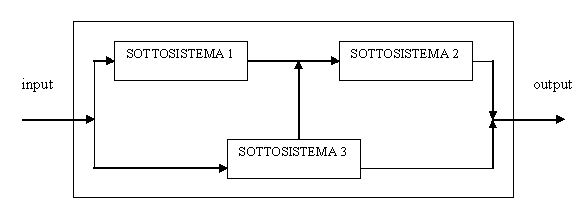 SOTTOSISTEMA 1
SOTTOSISTEMA 2
input
output
SOTTOSISTEMA 3